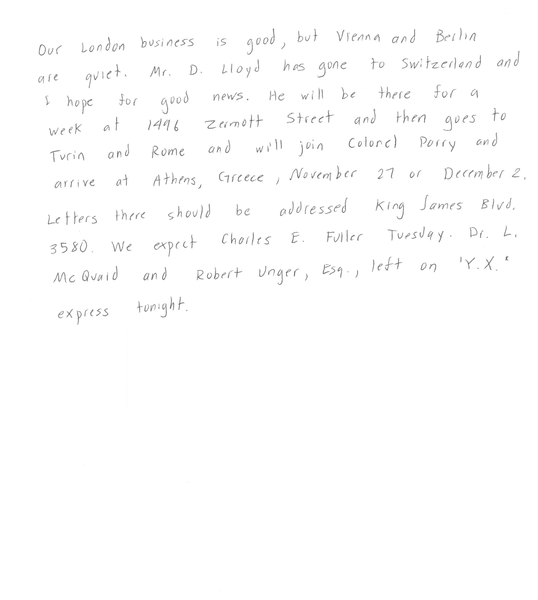 Our London business is good, but Vienna and Berlin
are quiet. Mr. D. Lloyd has gone to Switzerland and
I hope for good news. He will be there for a
week at 1496 Zermott Street and then goes to
Turin and Rome and will join Colonel Parry and
arrive at Athens, Greece, November 27 or December 2.
Letters there should be addressed King James Blvd.
3580. We expect Charles E. Fuller Tuesday. Dr. L.
McQuaid and Robert Unger, Esq., left on 'Y.X."
express tonight.